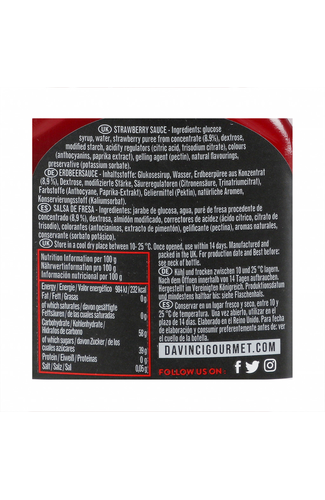 UK STRAWBERRY SAUCE - Ingredients: glucose
syrup, water, strawberry puree from concentrate (8.9%), dextrose,
modified starch, acidity regulators (citric acid, trisodium citrate), colours
(anthocyanins, paprika extract), gelling agent (pectin), natural flavourings,
preservative (potassium sorbate).
DE ERDBEERSAUCE - Inhaltsstoffe: Glukosesirup, Wasser, Erdbeerpüree aus Konzentrat
(8,9%), Dextrose, modifizierte Stärke, Säureregulatoren (Citronensäure, Trinatriumcitrat),
Farbstoffe (Anthocyane, Paprika-Extrakt), Geliermittel (Pektin), natürliche Aromen,
Konservierungsstoff (Kaliumsorbat).
ES SALSA DE FRESA - Ingredientes: jarabe de glucosa, agua, puré de fresa procedente de
concentrado (8,9%), dextrosa, almidón modificado, correctores de acidez (ácido cítrico, citrato de
trisodio), colorantes (antocianinas, extracto de pimentón), gelificante (pectina), aromas naturales,
conservantes (sorbato de potasio).
UK Store in a cool dry place between 10-25 °C. Once opened, use within 14 days. Manufactured and
packed in the UK. For production date and Best before:
see neck of bottle.
DE Kühl und trocken zwischen 10 und 25 °C lagern. Nach
dem Öffnen innerhalb von 14 Tagen aufbrauchen.
Hergestellt im Vereinigten Königreich. Produktionsdatum
und mindestens haltbar bis: siehe Flaschenhals.
ES Conservar en un lugar fresco y seco, entre 10 y
25 °C de temperatura. Una vez abierto, utilizar en el
plazo de 14 días. Elaborado en el Reino Unido. Para
fecha de elaboración y consumir preferentemente antes de: ver
el cuello de la botella.
Nutrition Information per 100 g
Nährwertinformation pro 100 g
Información nutricional por 100 g
Energy / Energie / Valor energético 984 kJ / 232 kcal
Fat / Fett / Grasas 0 g
of which saturates / davon gesättigte
Fettsäuren / de los cuales saturadas 0 g
Carbohydrate / Kohlenhydrate /
Hidratos de carbono 58 g
of which sugars / davon Zucker / de los
cuales azúcares 39 g
Protein / Eiweiß / Proteínas 0 g
Salt / Salz / Sal 0,05 g
DAVINCIGOURMET.COM
FOLLOW US ON